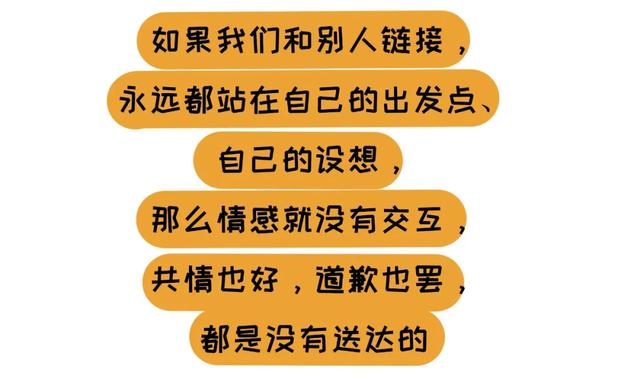 如果我们和别人链接，
永远都站在自己的出发点、
自己的设想，
那么情感就没有交互，
共情也好，道歉也罢，
都是没有送达的